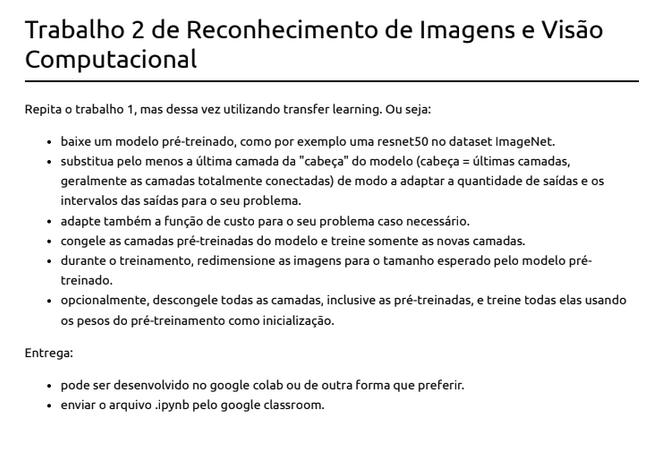 Trabalho 2 de Reconhecimento de Imagens e Visão
Computacional
Repita o trabalho 1, mas dessa vez utilizando transfer learning. Ou seja:
• baixe um modelo pré-treinado, como por exemplo uma resnet50 no dataset ImageNet.
• substitua pelo menos a última camada da "cabeça" do modelo (cabeça = últimas camadas,
geralmente as camadas totalmente conectadas) de modo a adaptar a quantidade de saídas e os
intervalos das saídas para o seu problema.
• adapte também a função de custo para o seu problema caso necessário.
• congele as camadas pré-treinadas do modelo e treine somente as novas camadas.
• durante o treinamento, redimensione as imagens para o tamanho esperado pelo modelo pré-
treinado.
• opcionalmente, descongele todas as camadas, inclusive as pré-treinadas, e treine todas elas usando
os pesos do pré-treinamento como inicialização.
Entrega:
• pode ser desenvolvido no google colab ou de outra forma que preferir.
• enviar o arquivo .ipynb pelo google classroom.